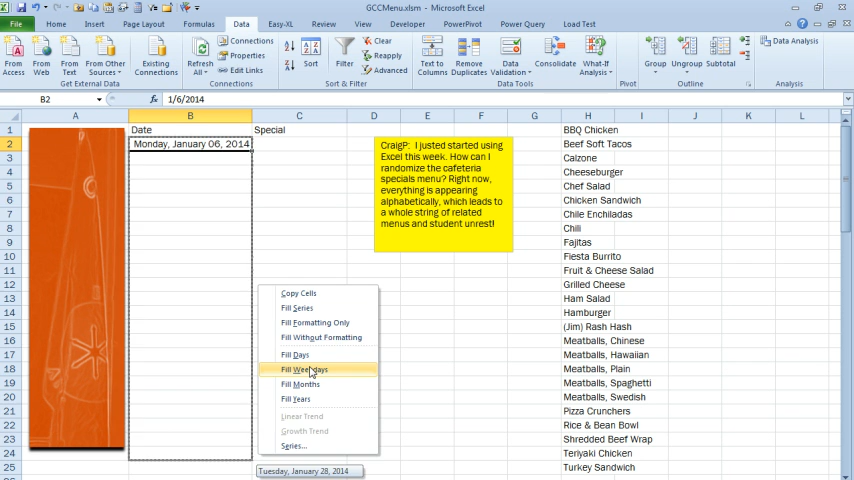 GCCMenu.xlsm - Microsoft Excel
File Home Insert Page Layout Formulas Data Easy-XL Review View Developer PowerPivot Power Query Load Test
From Access
From Web
From Text
From Other Sources
Existing Connections
Refresh All
Connections
Properties
Edit Links
Sort
Filter
Clear
Reapply
Advanced
Text to Columns
Remove Duplicates
Data Validation
Consolidate
What-If Analysis
Group
Ungroup
Subtotal
Data Analysis
Get External Data Connections Sort & Filter Data Tools Pivot Outline Analysis
B2 fx 1/6/2014
A B C D E F G H I J K L
1 Date Special BBQ Chicken
2 Monday, January 06, 2014 Beef Soft Tacos
3 Calzone
4 Cheeseburger
5 Chef Salad
6 Chicken Sandwich
7 Chile Enchiladas
8 Chili
9 Fajitas
10 Fiesta Burrito
11 Fruit & Cheese Salad
12 Grilled Cheese
13 Ham Salad
14 Hamburger
15 (Jim) Rash Hash
16 Meatballs, Chinese
17 Meatballs, Hawaiian
18 Meatballs, Plain
19 Meatballs, Spaghetti
20 Meatballs, Swedish
21 Pizza Crunchers
22 Rice & Bean Bowl
23 Shredded Beef Wrap
24 Teriyaki Chicken
25 Turkey Sandwich
CraigP: I justed started using
Excel this week. How can I
randomize the cafeteria
specials menu? Right now,
everything is appearing
alphabetically, which leads to
a whole string of related
menus and student unrest!
Copy Cells
Fill Series
Fill Formatting Only
Fill Without Formatting
Fill Days
Fill Weekdays
Fill Months
Fill Years
Linear Trend
Growth Trend
Series...
Tuesday, January 28, 2014